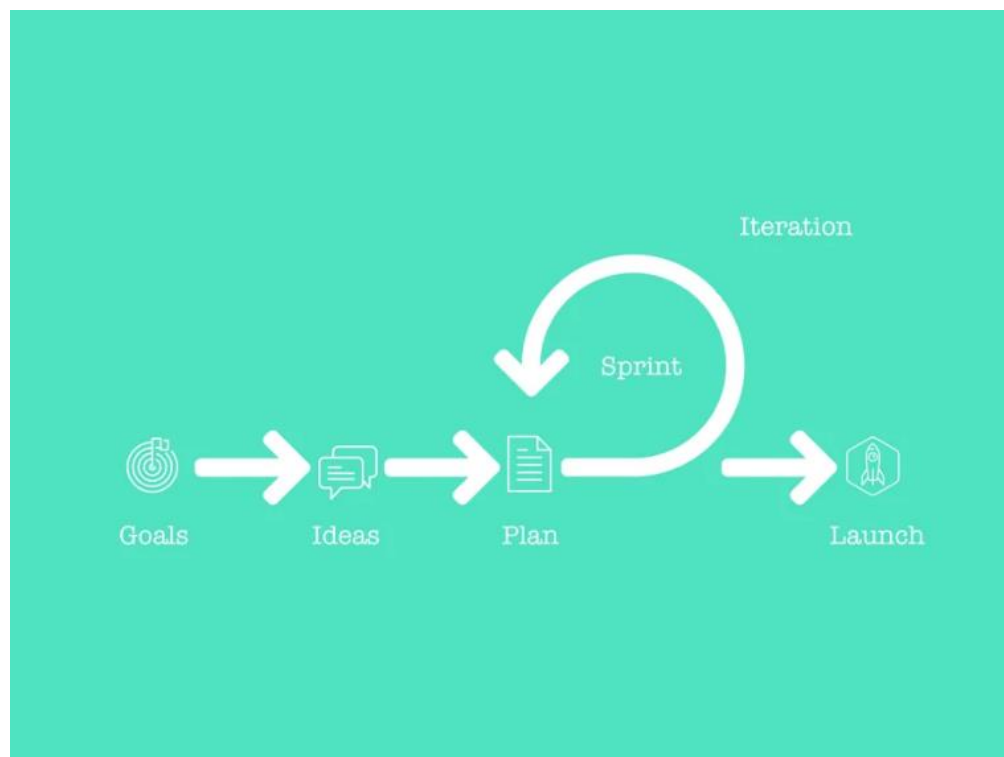 Iteration
Sprint
Goals
Ideas
Plan
Launch